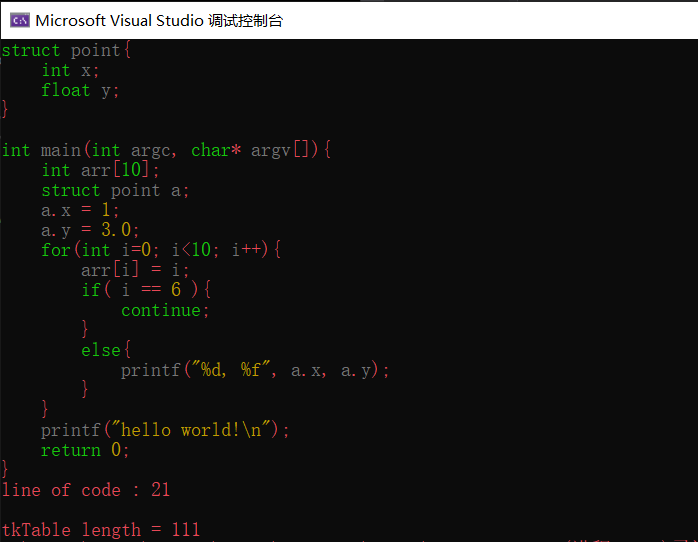 Microsoft Visual Studio 调试控制台
struct point{
    int x;
    float y;
}

int main(int argc, char* argv[]){
    int arr[10];
    struct point a;
    a.x = 1;
    a.y = 3.0;
    for(int i=0; i<10; i++){
        arr[i] = i;
        if( i == 6 ){
            continue;
        }
        else{
            printf("%d, %f", a.x, a.y);
        }
    }
    printf("hello world!\n");
    return 0;
}
line of code : 21

tkTable length = 111